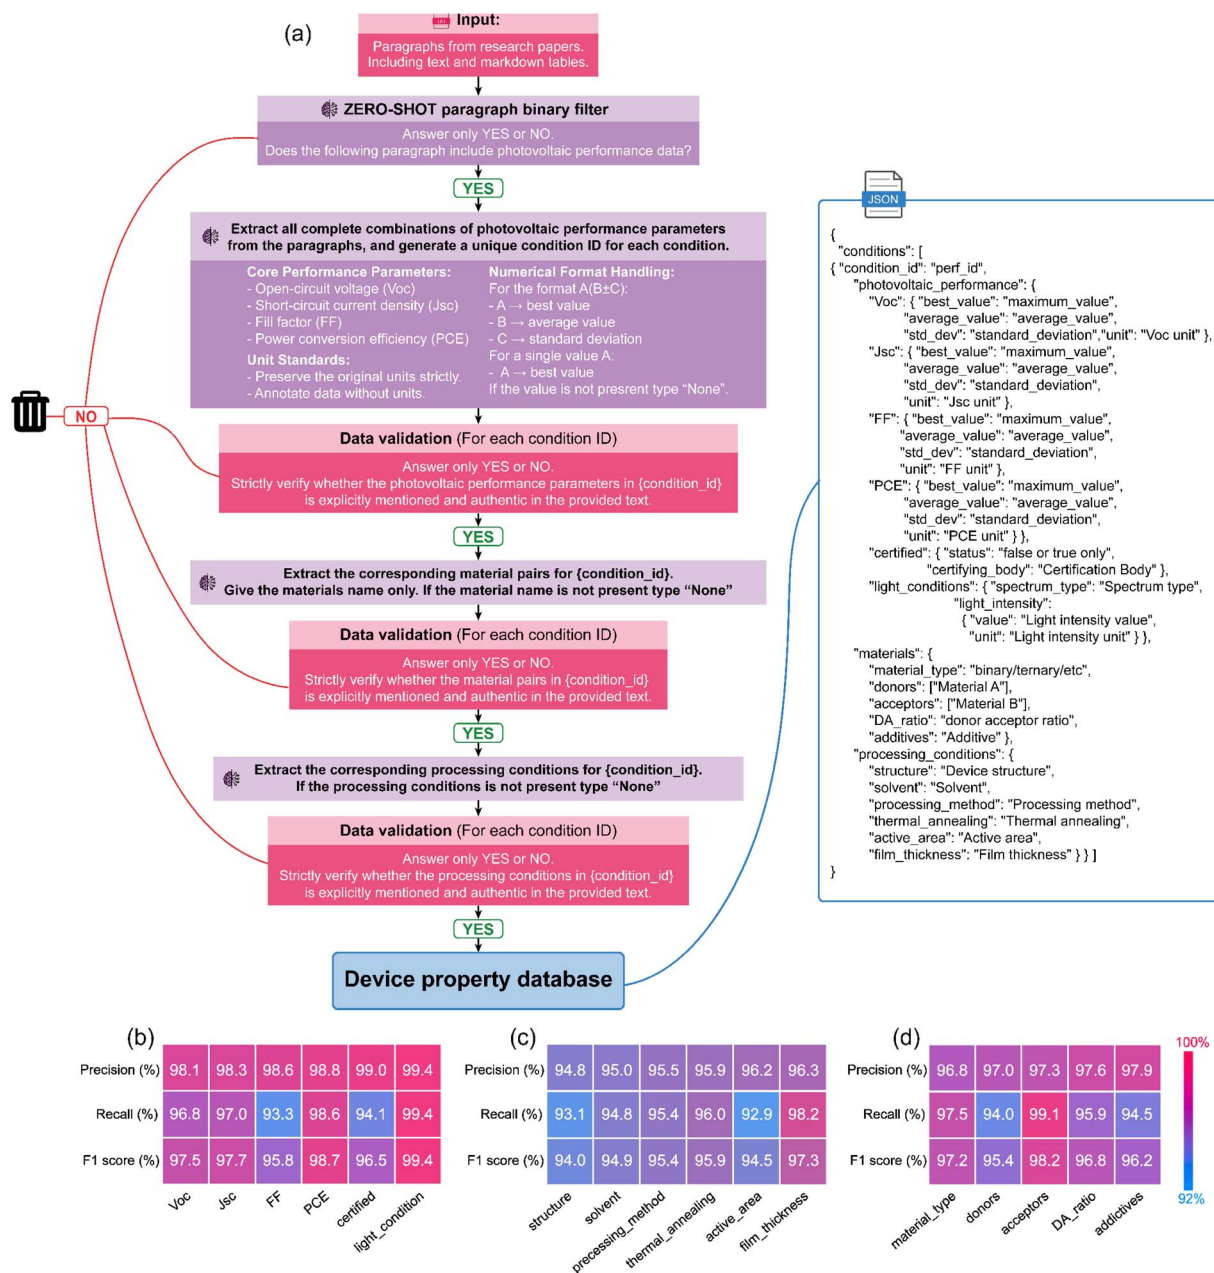 (a)
TXT
Input:
Paragraphs from research papers.
Including text and markdown tables.
ZERO-SHOT paragraph binary filter
Answer only YES or NO.
Does the following paragraph include photovoltaic performance data?
YES
Extract all complete combinations of photovoltaic performance parameters
from the paragraphs, and generate a unique condition ID for each condition.
Core Performance Parameters:
- Open-circuit voltage (Voc)
- Short-circuit current density (Jsc)
- Fill factor (FF)
- Power conversion efficiency (PCE)
Unit Standards:
- Preserve the original units strictly.
- Annotate data without units.
Numerical Format Handling:
For the format A(B±C):
- A → best value
- B → average value
- C → standard deviation
For a single value A:
- A → best value
If the value is not presrent type “None”.
NO
Data validation (For each condition ID)
Answer only YES or NO.
Strictly verify whether the photovoltaic performance parameters in {condition_id}
is explicitly mentioned and authentic in the provided text.
YES
Extract the corresponding material pairs for {condition_id}.
Give the materials name only. If the material name is not present type “None”
Data validation (For each condition ID)
Answer only YES or NO.
Strictly verify whether the material pairs in {condition_id}
is explicitly mentioned and authentic in the provided text.
YES
Extract the corresponding processing conditions for {condition_id}.
If the processing conditions is not present type “None”
Data validation (For each condition ID)
Answer only YES or NO.
Strictly verify whether the processing conditions in {condition_id}
is explicitly mentioned and authentic in the provided text.
YES
Device property database
JSON
{
"conditions": [
{ "condition_id": "perf_id",
"photovoltaic_performance": {
"Voc": { "best_value": "maximum_value",
"average_value": "average_value",
"std_dev": "standard_deviation","unit": "Voc unit" },
"Jsc": { "best_value": "maximum_value",
"average_value": "average_value",
"std_dev": "standard_deviation",
"unit": "Jsc unit" },
"FF": { "best_value": "maximum_value",
"average_value": "average_value",
"std_dev": "standard_deviation",
"unit": "FF unit" },
"PCE": { "best_value": "maximum_value",
"average_value": "average_value",
"std_dev": "standard_deviation",
"unit": "PCE unit" } },
"certified": { "status": "false or true only",
"certifying_body": "Certification Body" },
"light_conditions": { "spectrum_type": "Spectrum type",
"light_intensity":
{ "value": "Light intensity value",
"unit": "Light intensity unit" } },
"materials": {
"material_type": "binary/ternary/etc",
"donors": ["Material A"],
"acceptors": ["Material B"],
"DA_ratio": "donor acceptor ratio",
"additives": "Additive" },
"processing_conditions": {
"structure": "Device structure",
"solvent": "Solvent",
"processing_method": "Processing method",
"thermal_annealing": "Thermal annealing",
"active_area": "Active area",
"film_thickness": "Film thickness" } } ]
}
(b)
Precision (%) 98.1 98.3 98.6 98.8 99.0 99.4
Recall (%) 96.8 97.0 93.3 98.6 94.1 99.4
F1 score (%) 97.5 97.7 95.8 98.7 96.5 99.4
Voc Jsc FF PCE certified light_condition
(c)
Precision (%) 94.8 95.0 95.5 95.9 96.2 96.3
Recall (%) 93.1 94.8 95.4 96.0 92.9 98.2
F1 score (%) 94.0 94.9 95.4 95.9 94.5 97.3
structure solvent precessing_method thermal_annealing active_area film_thickness
(d)
Precision (%) 96.8 97.0 97.3 97.6 97.9
Recall (%) 97.5 94.0 99.1 95.9 94.5
F1 score (%) 97.2 95.4 98.2 96.8 96.2
material_type donors acceptors DA_ratio addictives
100%
92%